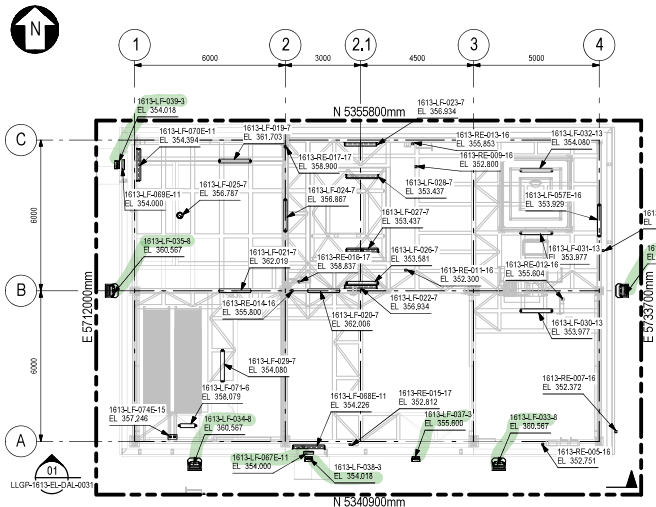 N
1
2
2.1
3
4
6000
3000
4500
5000
N 5355800mm
1613-LF-039-3
EL 354,018
1613-LF-070E-11
EL 354,394
1613-LF-019-7
EL 361,703
1613-LF-023-7
EL 356,934
1613-RE-013-16
EL 355,853
1613-LF-032-13
EL 354,080
C
1613-RE-017-17
EL 358,900
1613-RE-009-16
EL 352,800
1613-LF-069E-11
EL 354,000
1613-LF-025-7
EL 356,787
1613-LF-024-7
EL 356,867
1613-LF-028-7
EL 353,437
1613-LF-057E-16
EL 353,929
6000
1613-LF-027-7
EL 353,437
1613-LF-035-8
EL 360,567
1613-LF-021-7
EL 362,019
1613-RE-016-17
EL 358,837
1613-LF-026-7
EL 353,581
1613-RE-011-16
EL 352,300
1613-RE-012-16
EL 355,604
1613-LF-031-13
EL 353,977
B
E 5712000mm
E 5733700mm
1613-RE-014-16
EL 355,800
1613-LF-020-7
EL 362,006
1613-LF-022-7
EL 356,934
1613-LF-030-13
EL 353,977
6000
1613-LF-029-7
EL 354,080
1613-LF-071-6
EL 358,079
1613-LF-068E-11
EL 354,226
1613-RE-015-17
EL 352,812
1613-RE-007-16
EL 352,372
1613-LF-074E-15
EL 357,246
1613-LF-034-8
EL 360,567
1613-LF-037-3
EL 355,600
1613-LF-033-8
EL 360,567
A
1613-RE-005-16
EL 352,751
1613-LF-067E-11
EL 354,000
1613-LF-038-3
EL 354,018
01
LLGP-1613-EL-DAL-0031
N 5340900mm